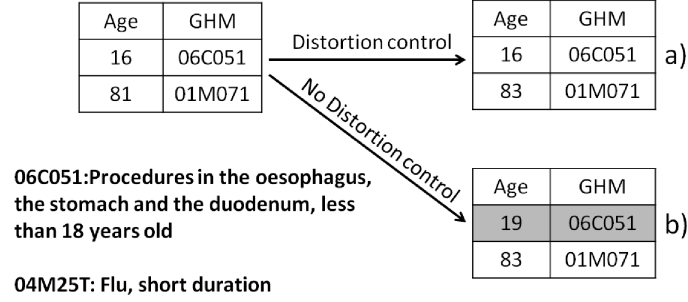 Age GHM
16 06C051
81 01M071
Distortion control
Age GHM
16 06C051
83 01M071
a)
No Distortion control
Age GHM
19 06C051
83 01M071
b)
06C051:Procedures in the oesophagus,
the stomach and the duodenum, less
than 18 years old
04M25T: Flu, short duration